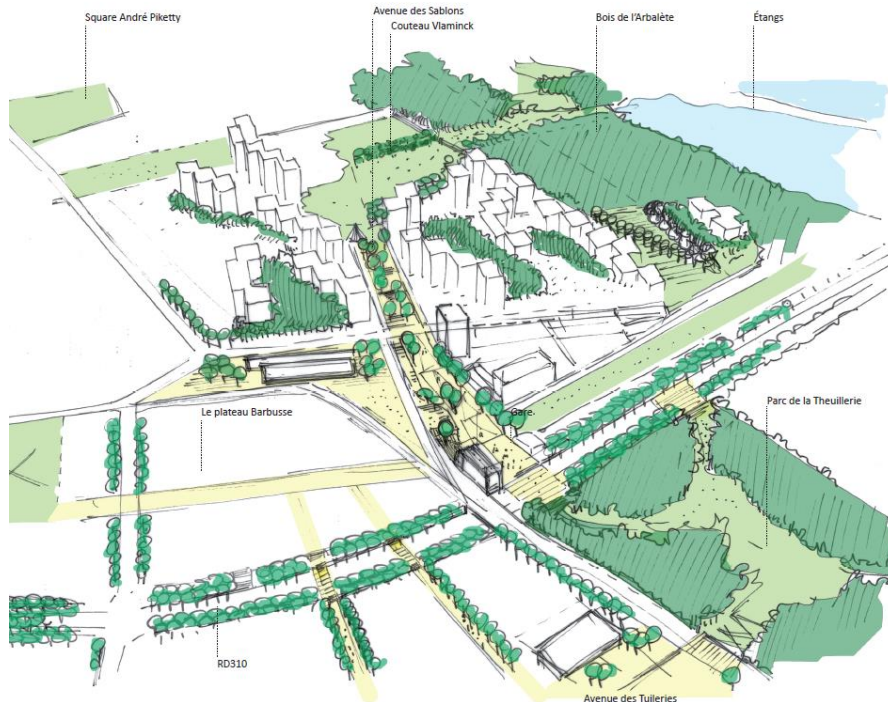 Square André Piketty
Avenue des Sablons
Couteau Vlaminck
Bois de l'Arbalète
Étangs
Le plateau Barbusse
Gare
Parc de la Theuillerie
RD310
Avenue des Tuileries